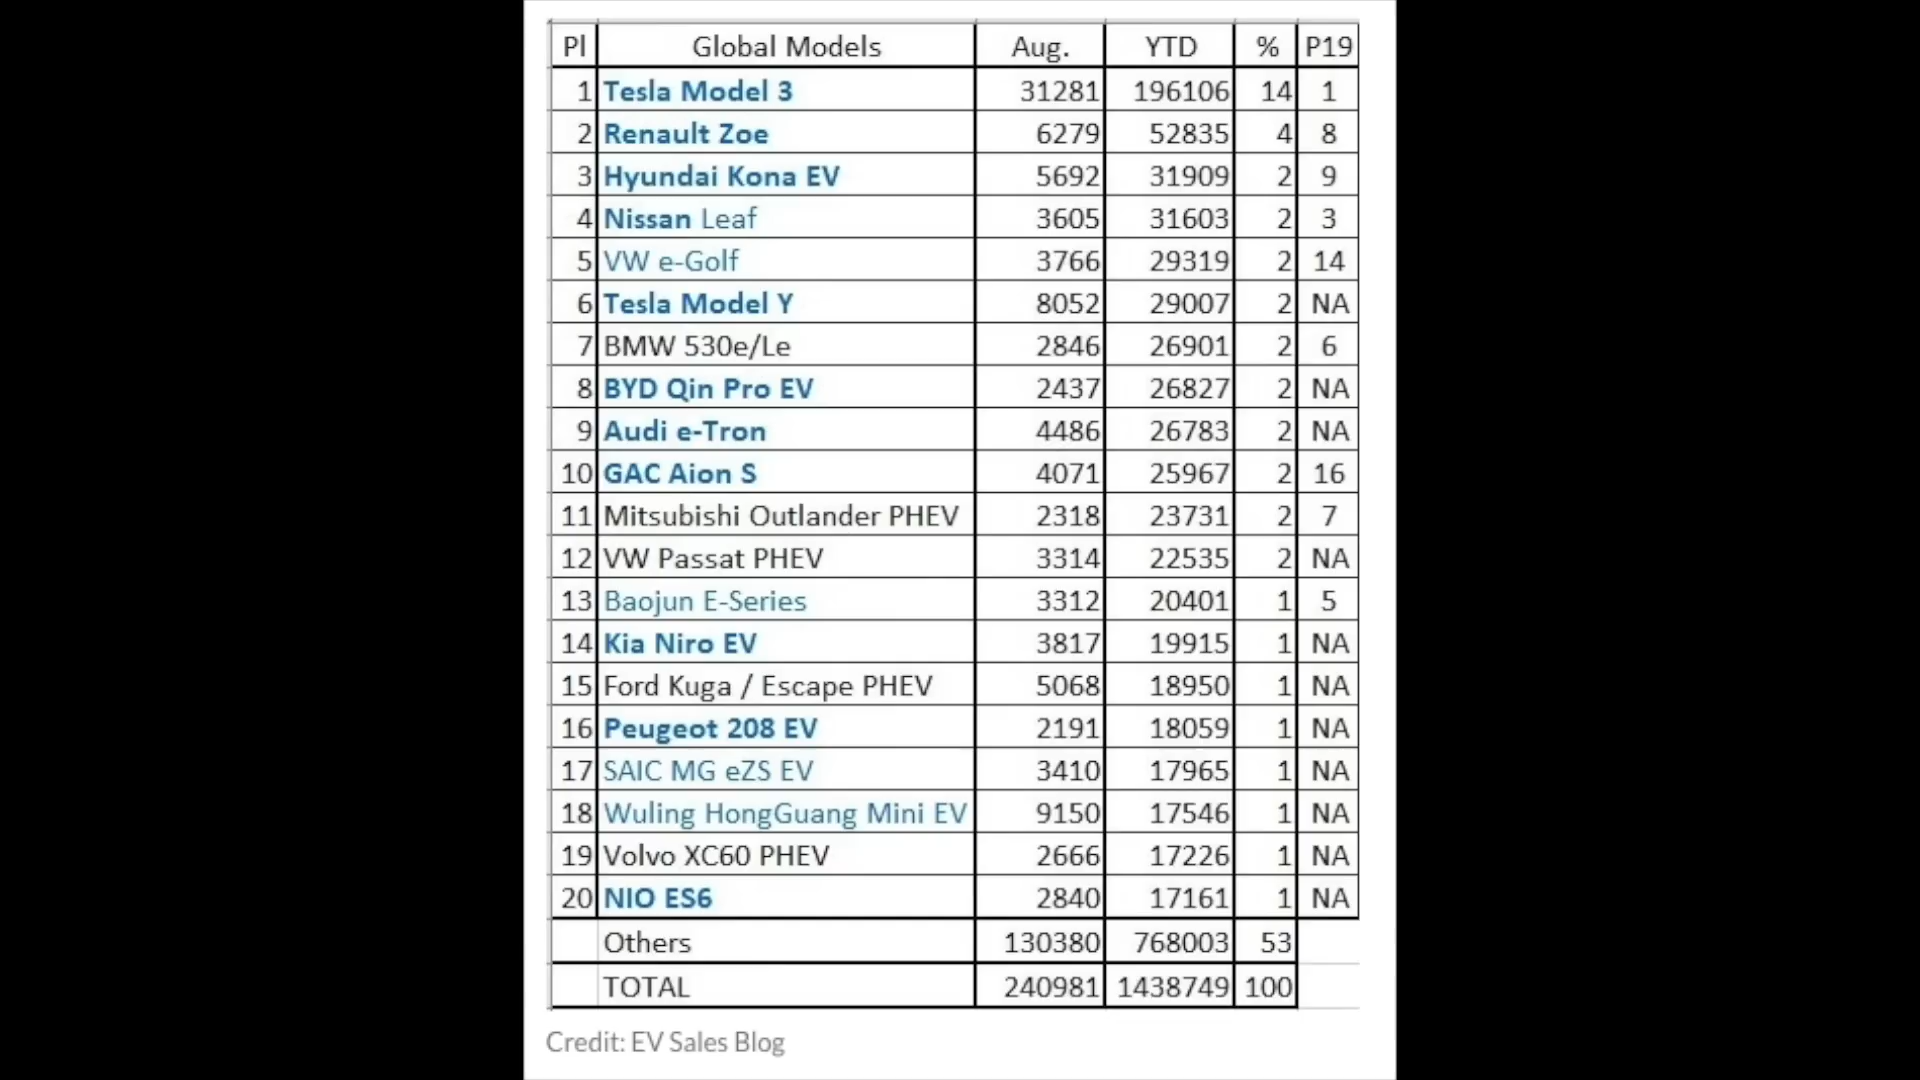 Pl Global Models Aug. YTD % P19
1 Tesla Model 3 31281 196106 14 1
2 Renault Zoe 6279 52835 4 8
3 Hyundai Kona EV 5692 31909 2 9
4 Nissan Leaf 3605 31603 2 3
5 VW e-Golf 3766 29319 2 14
6 Tesla Model Y 8052 29007 2 NA
7 BMW 530e/Le 2846 26901 2 6
8 BYD Qin Pro EV 2437 26827 2 NA
9 Audi e-Tron 4486 26783 2 NA
10 GAC Aion S 4071 25967 2 16
11 Mitsubishi Outlander PHEV 2318 23731 2 7
12 VW Passat PHEV 3314 22535 2 NA
13 Baojun E-Series 3312 20401 1 5
14 Kia Niro EV 3817 19915 1 NA
15 Ford Kuga / Escape PHEV 5068 18950 1 NA
16 Peugeot 208 EV 2191 18059 1 NA
17 SAIC MG eZS EV 3410 17965 1 NA
18 Wuling HongGuang Mini EV 9150 17546 1 NA
19 Volvo XC60 PHEV 2666 17226 1 NA
20 NIO ES6 2840 17161 1 NA
Others 130380 768003 53
TOTAL 240981 1438749 100
Credit: EV Sales Blog